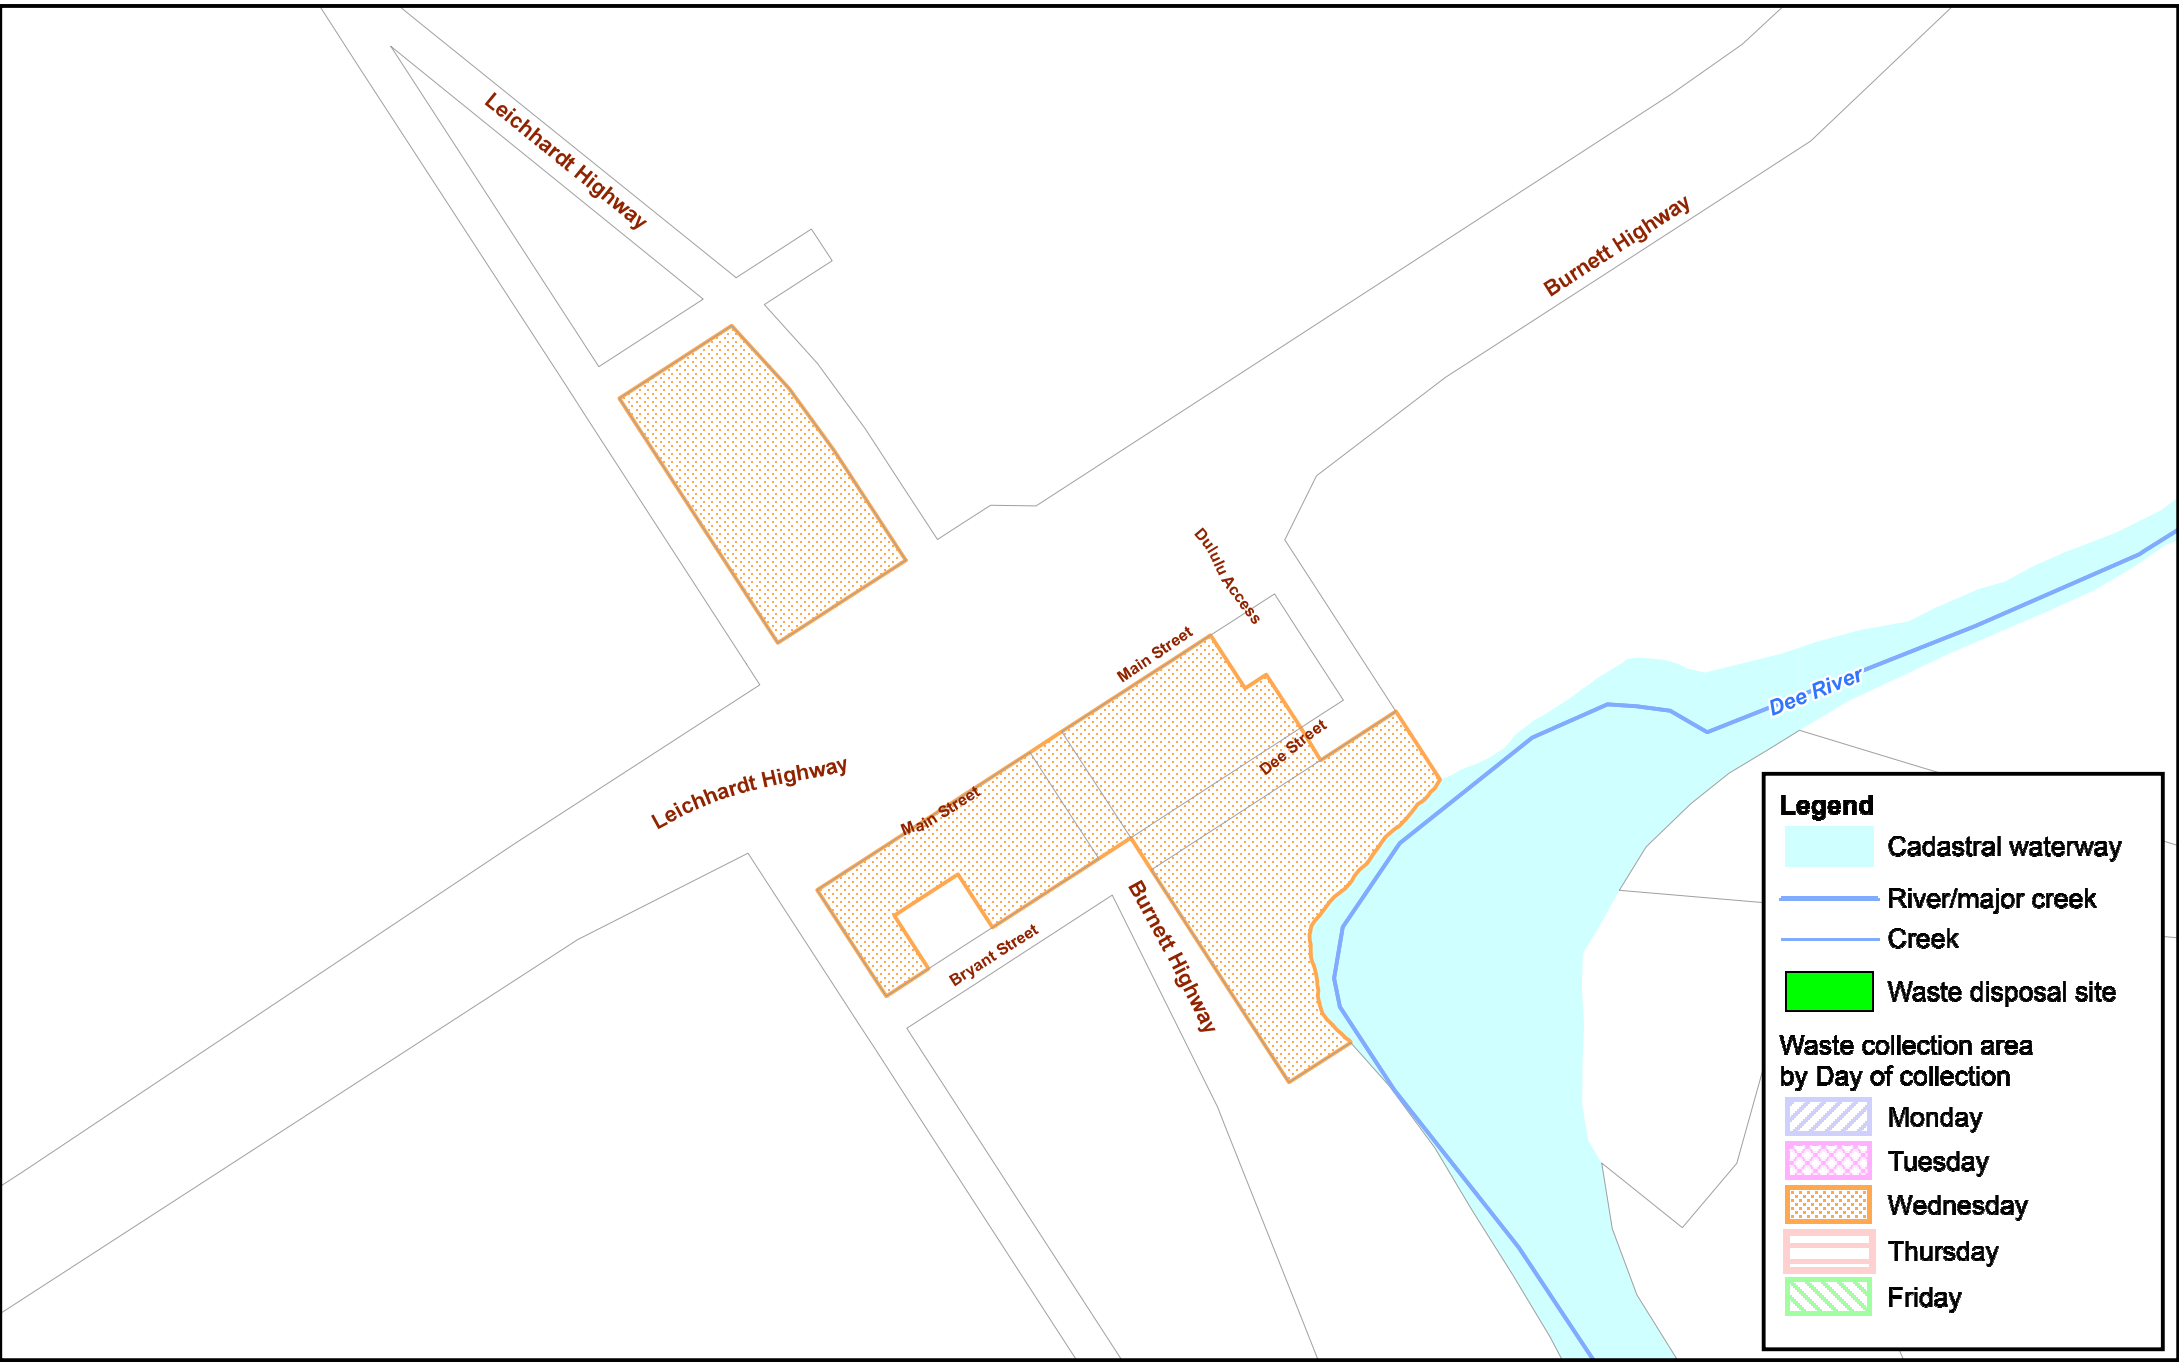 Leichhardt Highway
Burnett Highway
Dululu Access
Main Street
Dee River
Dee Street
Leichhardt Highway
Main Street
Burnett Highway
Bryant Street
Legend
Cadastral waterway
River/major creek
Creek
Waste disposal site
Waste collection area
by Day of collection
Monday
Tuesday
Wednesday
Thursday
Friday